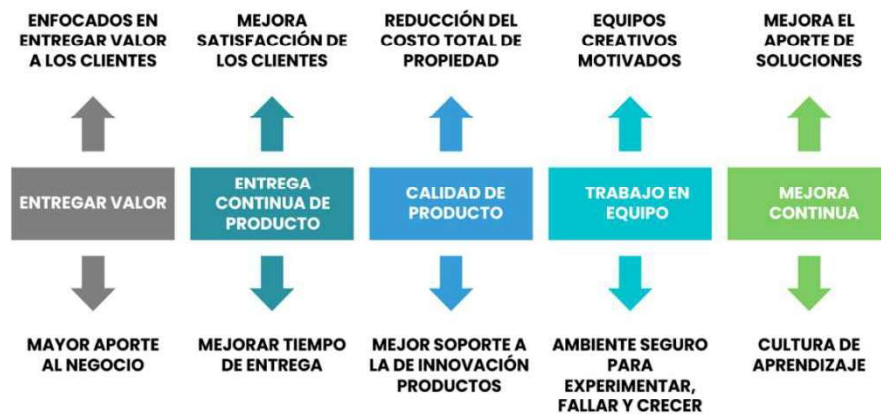 ENFOCADOS EN
ENTREGAR VALOR
A LOS CLIENTES
MEJORA
SATISFACCIÓN DE
LOS CLIENTES
REDUCCIÓN DEL
COSTO TOTAL DE
PROPIEDAD
EQUIPOS
CREATIVOS
MOTIVADOS
MEJORA EL
APORTE DE
SOLUCIONES
ENTREGAR VALOR
ENTREGA
CONTINUA DE
PRODUCTO
CALIDAD DE
PRODUCTO
TRABAJO EN
EQUIPO
MEJORA
CONTINUA
MAYOR APORTE
AL NEGOCIO
MEJORAR TIEMPO
DE ENTREGA
MEJOR SOPORTE A
LA DE INNOVACIÓN
PRODUCTOS
AMBIENTE SEGURO
PARA
EXPERIMENTAR,
FALLAR Y CRECER
CULTURA DE
APRENDIZAJE